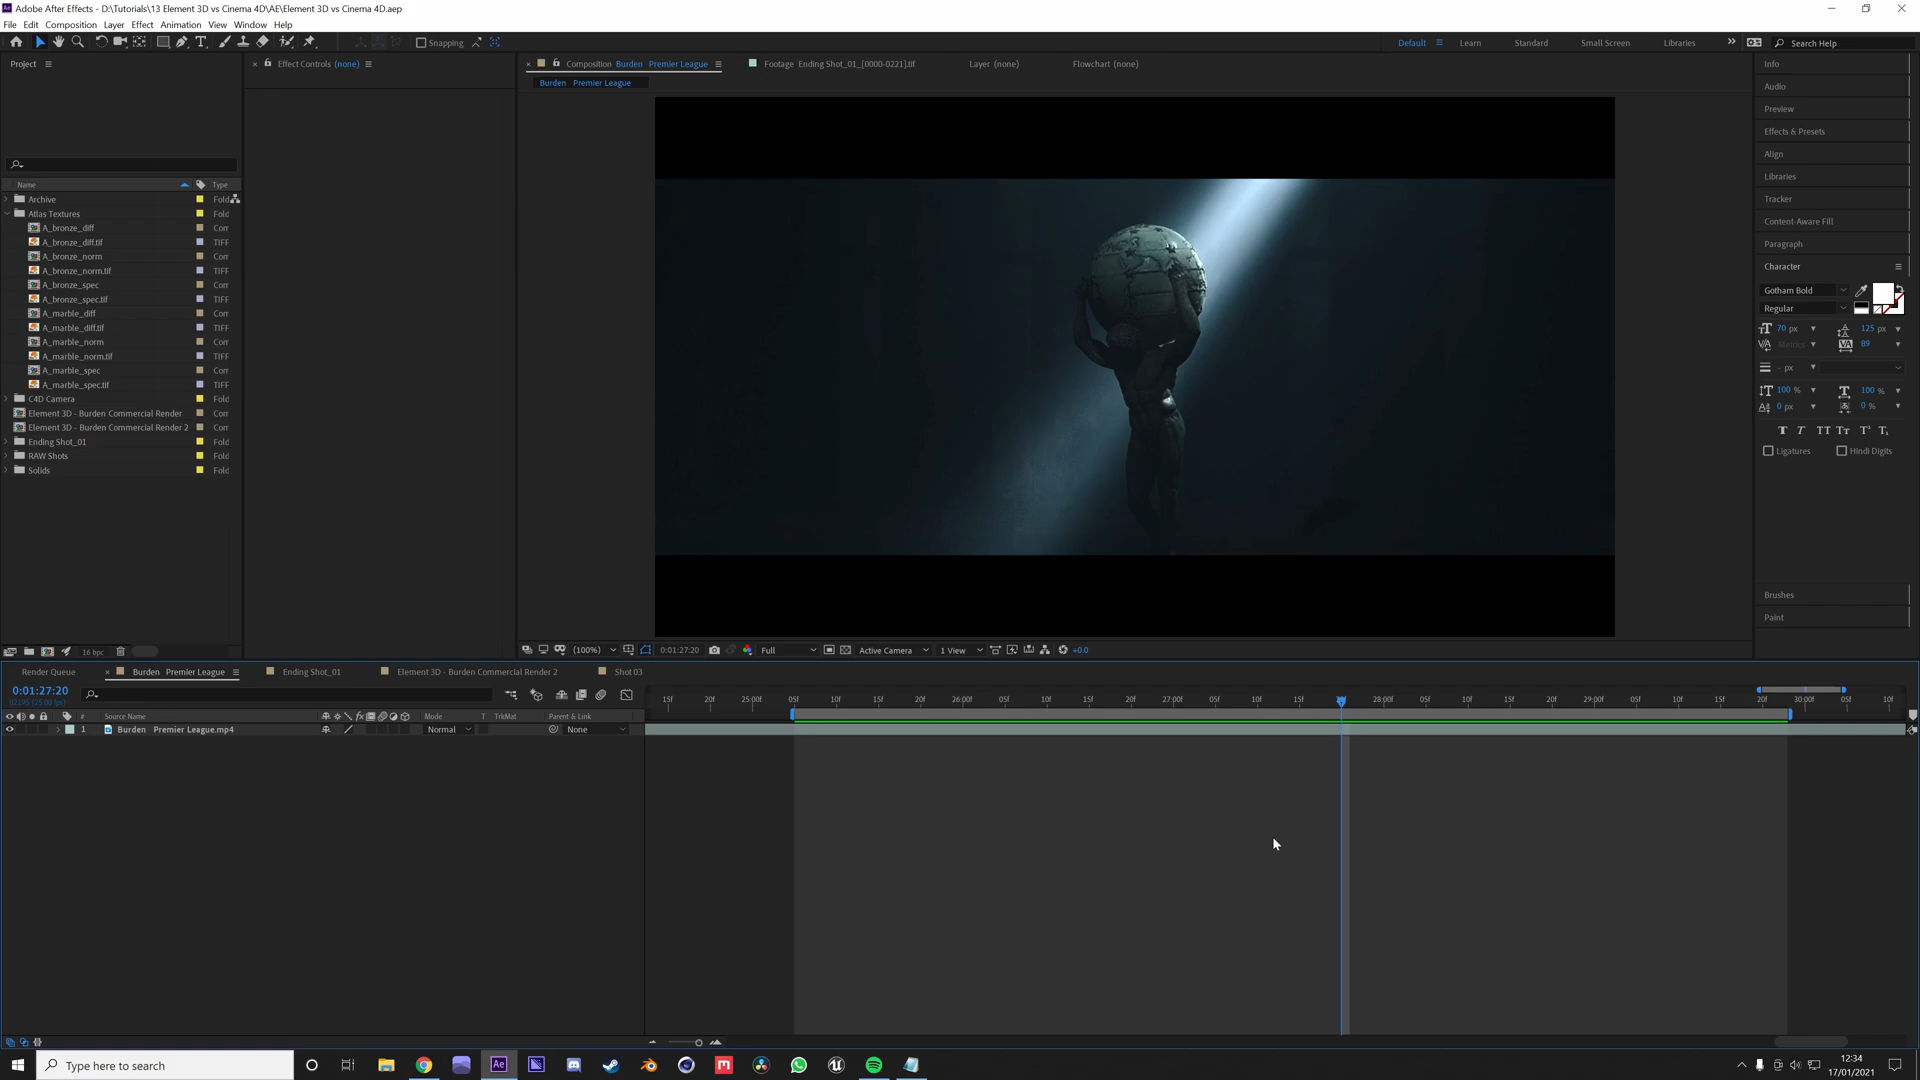 Adobe After Effects - D:\Tutorials\13 Element 3D vs Cinema 4D\AE\Element 3D vs Cinema 4D.aep
File Edit Composition Layer Effect Animation View Window Help
Snapping
Default Learn Standard Small Screen Libraries Search Help
Project
Effect Controls (none)
Composition Burden Premier League
Footage Ending Shot_01_[0000-0221].tif
Layer (none)
Flowchart (none)
Burden Premier League
Name Type
Archive Fold
Atlas Textures Fold
A_bronze_diff Com
A_bronze_diff.tif TIFF
A_bronze_norm Com
A_bronze_norm.tif TIFF
A_bronze_spec Com
A_bronze_spec.tif TIFF
A_marble_diff Com
A_marble_diff.tif TIFF
A_marble_norm Com
A_marble_norm.tif TIFF
A_marble_spec Com
A_marble_spec.tif TIFF
C4D Camera Fold
Element 3D - Burden Commercial Render Com
Element 3D - Burden Commercial Render 2 Com
Ending Shot_01 Fold
RAW Shots Fold
Solids Fold
16 bpc
(100%) 0:01:27:20 Full Active Camera 1 View +0.0
Info
Audio
Preview
Effects & Presets
Align
Libraries
Tracker
Content-Aware Fill
Paragraph
Character
Gotham Bold
Regular
70 px 125 px
Metrics 89
- px
100 % 100 %
0 px 0 %
Ligatures Hindi Digits
Brushes
Paint
Render Queue Burden Premier League Ending Shot_01 Element 3D - Burden Commercial Render 2 Shot 03
0:01:27:20
02195 (25.00 fps)
15f 20f 25:00f 05f 10f 15f 20f 26:00f 05f 10f 15f 20f 27:00f 05f 10f 15f 20f 28:00f 05f 10f 15f 20f 29:00f 05f 10f 15f 20f 30:00f 05f 10f
# Source Name Mode T TrkMat Parent & Link
1 Burden Premier League.mp4 Normal None
Type here to search
12:34
17/01/2021